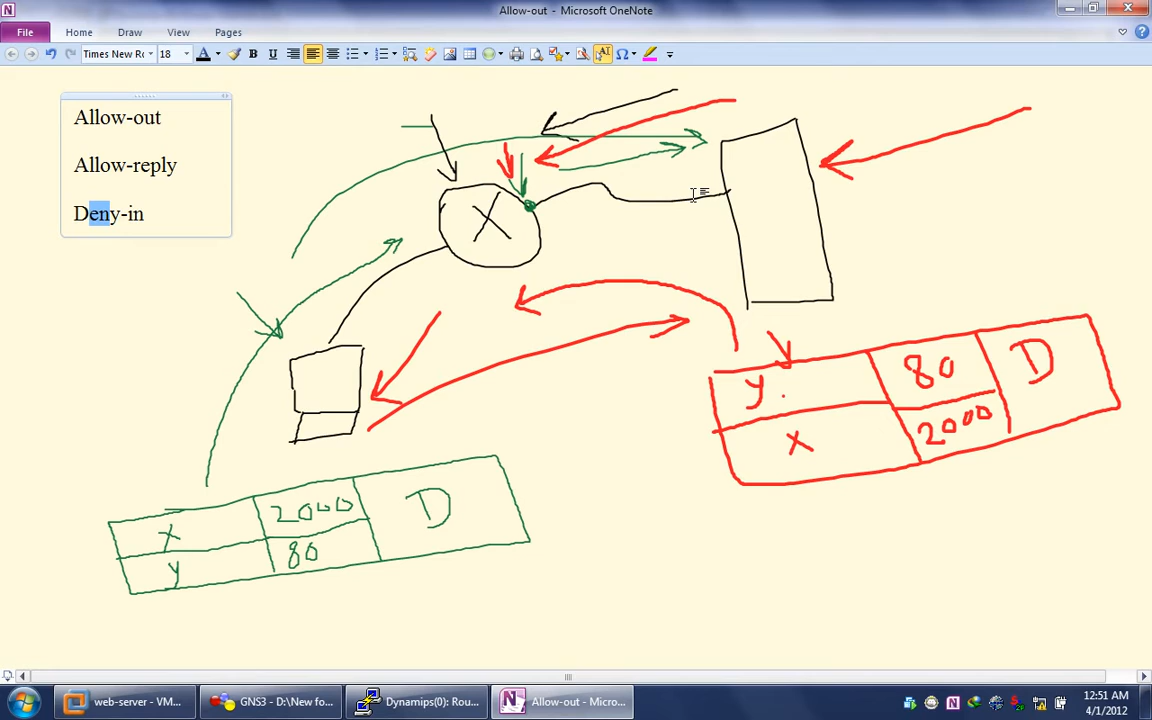 Allow-out - Microsoft OneNote
File Home Draw View Pages
Times New Ro 18 A B I U
Allow-out
Allow-reply
Deny-in
X
y. 80 D
x 2000
x 2000 D
y 80
web-server - VM... GNS3 - D:\New fo... Dynamips(0): Rou... Allow-out - Micro...
12:51 AM
4/1/2012